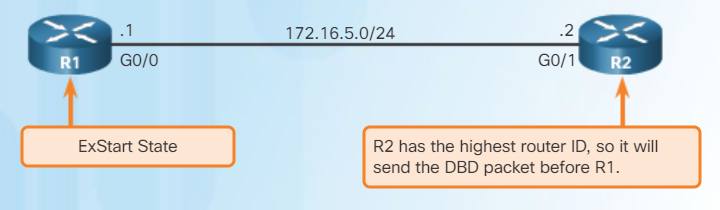 .1
172.16.5.0/24
.2
R1
G0/0
G0/1
R2
ExStart State
R2 has the highest router ID, so it will
send the DBD packet before R1.